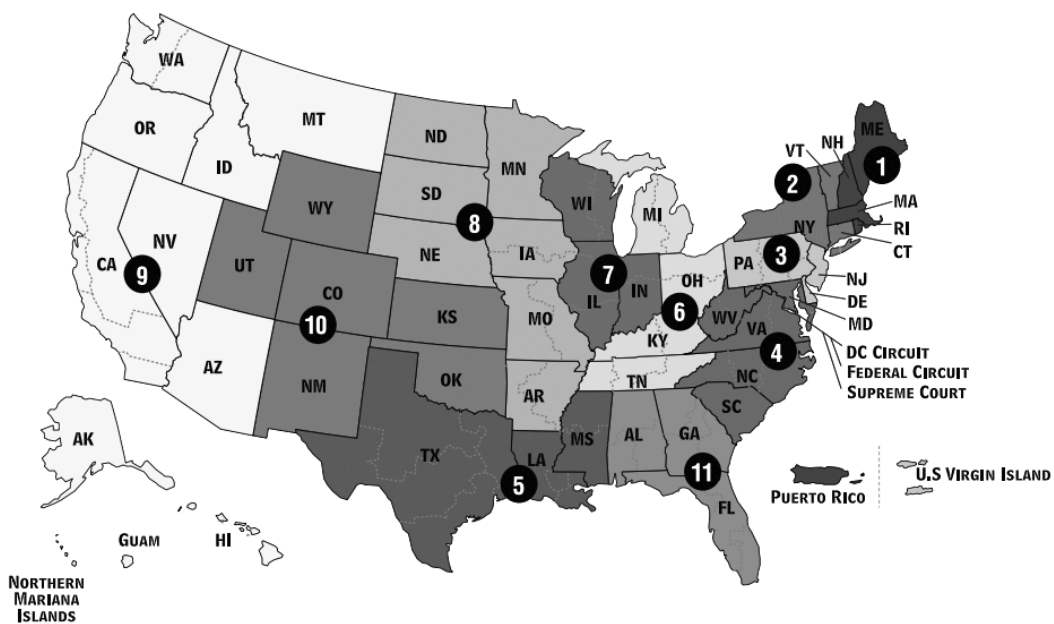 WA
OR
ID
MT
ND
MN
SD
8
WY
NE
IA
WI
MI
NV
CA
9
UT
CO
10
KS
MO
AZ
NM
OK
AR
TX
LA
5
MS
AL
GA
11
FL
7
IL
IN
OH
6
KY
TN
WV
VA
4
NC
SC
PA
3
NY
2
VT
NH
ME
1
MA
RI
CT
NJ
DE
MD
DC CIRCUIT
FEDERAL CIRCUIT
SUPREME COURT
AK
HI
GUAM
NORTHERN
MARIANA
ISLANDS
PUERTO RICO
U.S VIRGIN ISLAND